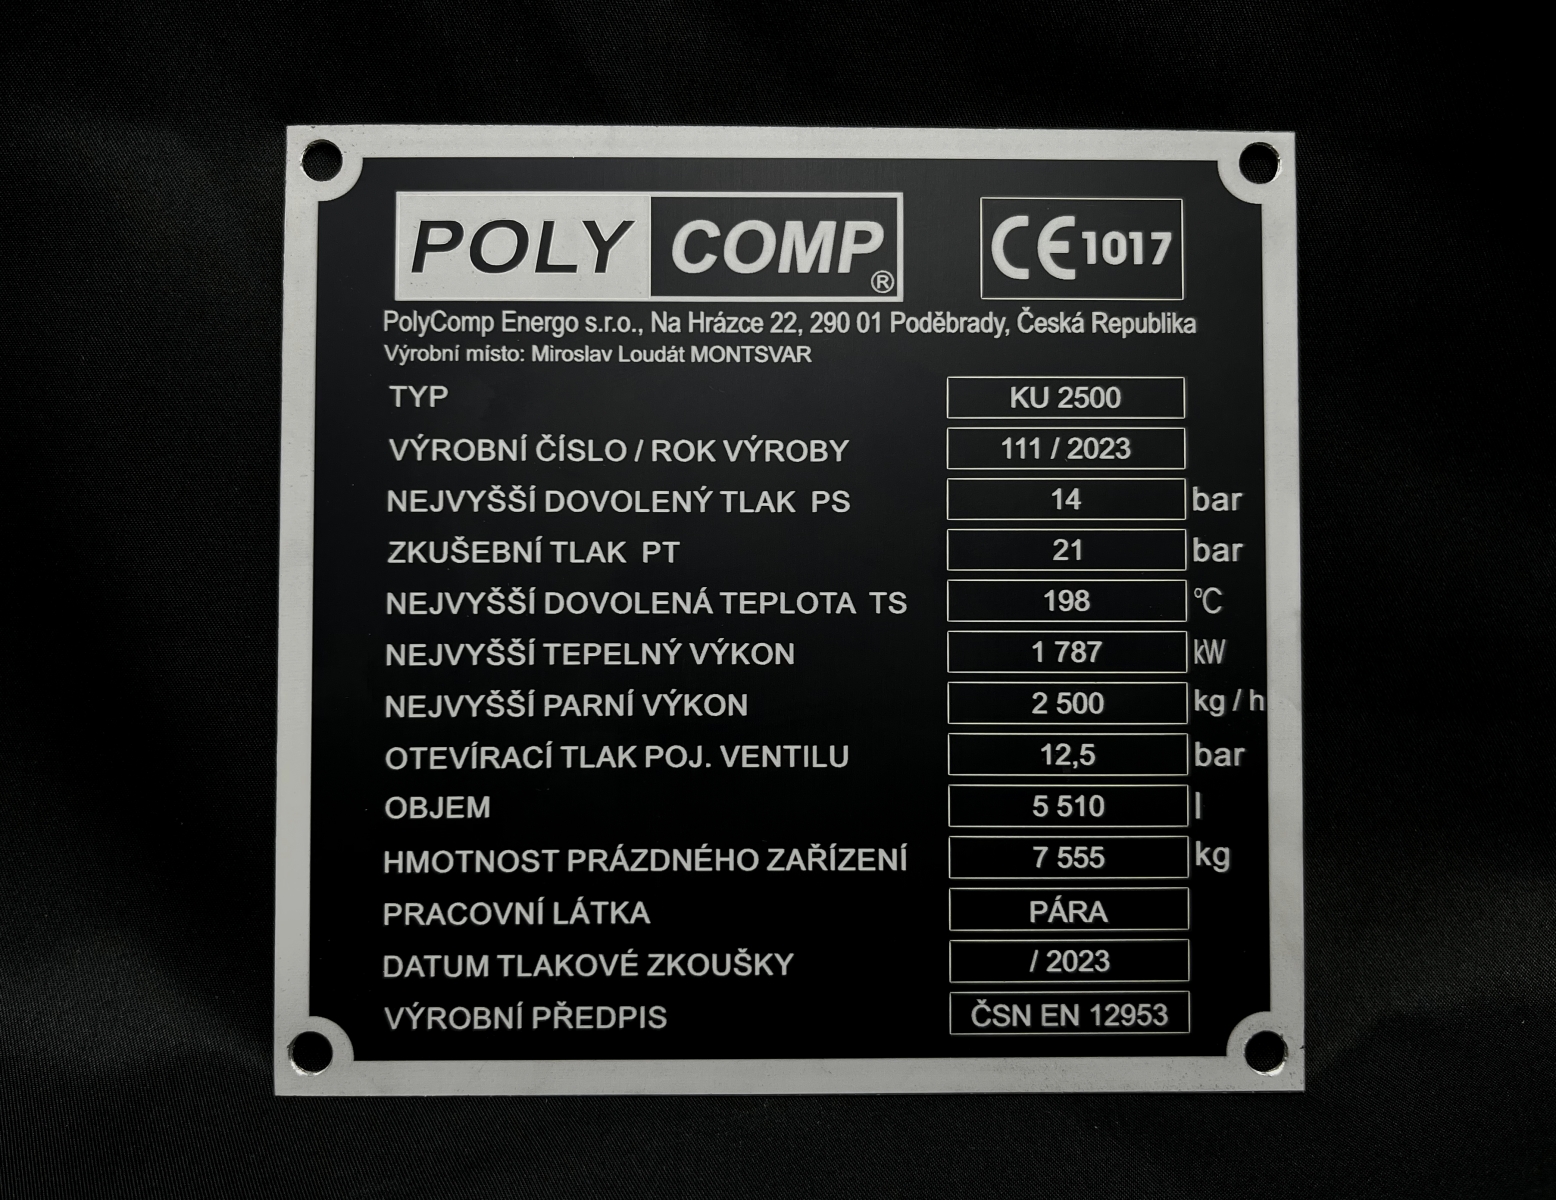 POLY COMP ® CE 1017
PolyComp Energo s.r.o., Na Hrázce 22, 290 01 Poděbrady, Česká Republika
Výrobní místo: Miroslav Loudát MONTSVAR
TYP KU 2500
VÝROBNÍ ČÍSLO / ROK VÝROBY 111 / 2023
NEJVYŠŠÍ DOVOLENÝ TLAK PS 14 bar
ZKUŠEBNÍ TLAK PT 21 bar
NEJVYŠŠÍ DOVOLENÁ TEPLOTA TS 198 °C
NEJVYŠŠÍ TEPELNÝ VÝKON 1 787 kW
NEJVYŠŠÍ PARNÍ VÝKON 2 500 kg / h
OTEVÍRACÍ TLAK POJ. VENTILU 12,5 bar
OBJEM 5 510 l
HMOTNOST PRÁZDNÉHO ZAŘÍZENÍ 7 555 kg
PRACOVNÍ LÁTKA PÁRA
DATUM TLAKOVÉ ZKOUŠKY / 2023
VÝROBNÍ PŘEDPIS ČSN EN 12953